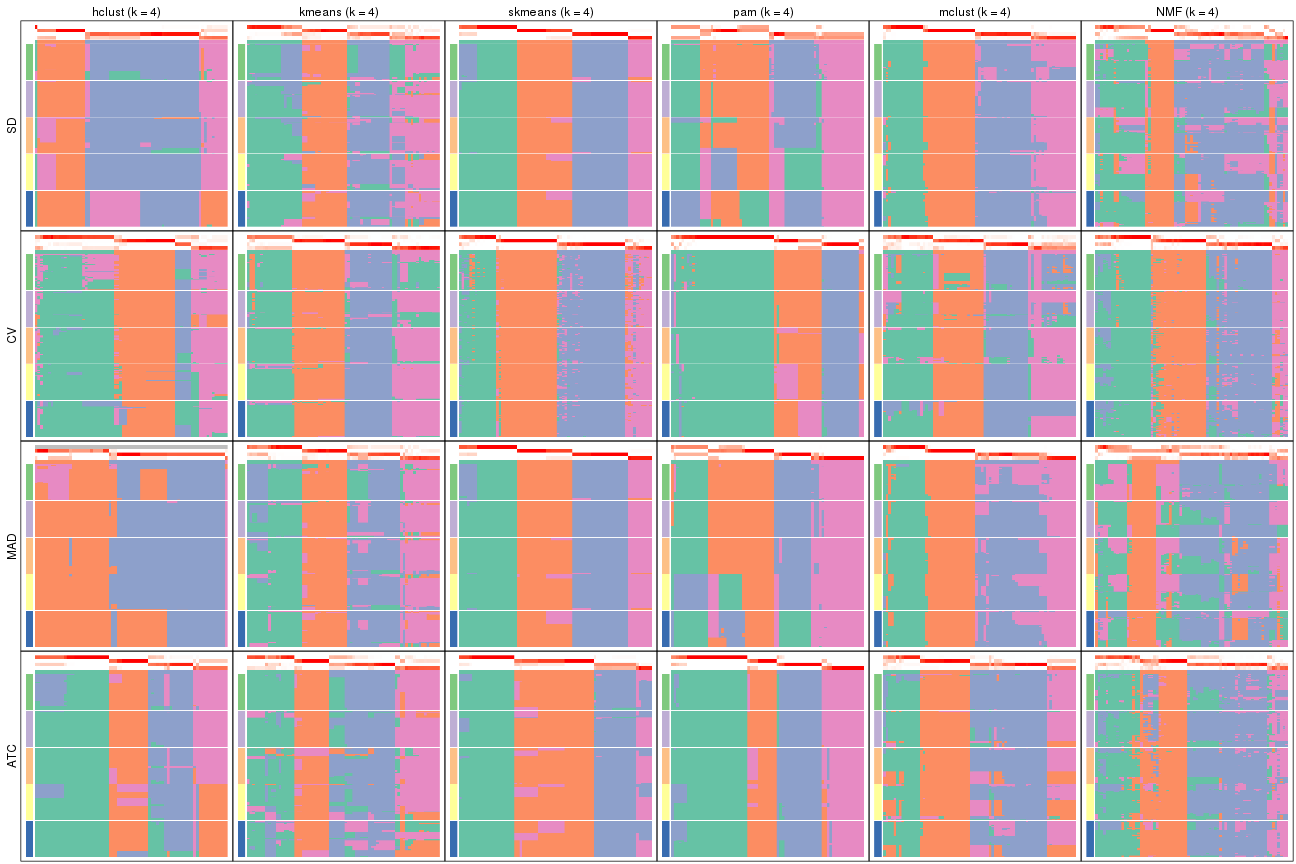 hclust (k = 4) kmeans (k = 4) skmeans (k = 4) pam (k = 4) mclust (k = 4) NMF (k = 4)
SD
CV
MAD
ATC